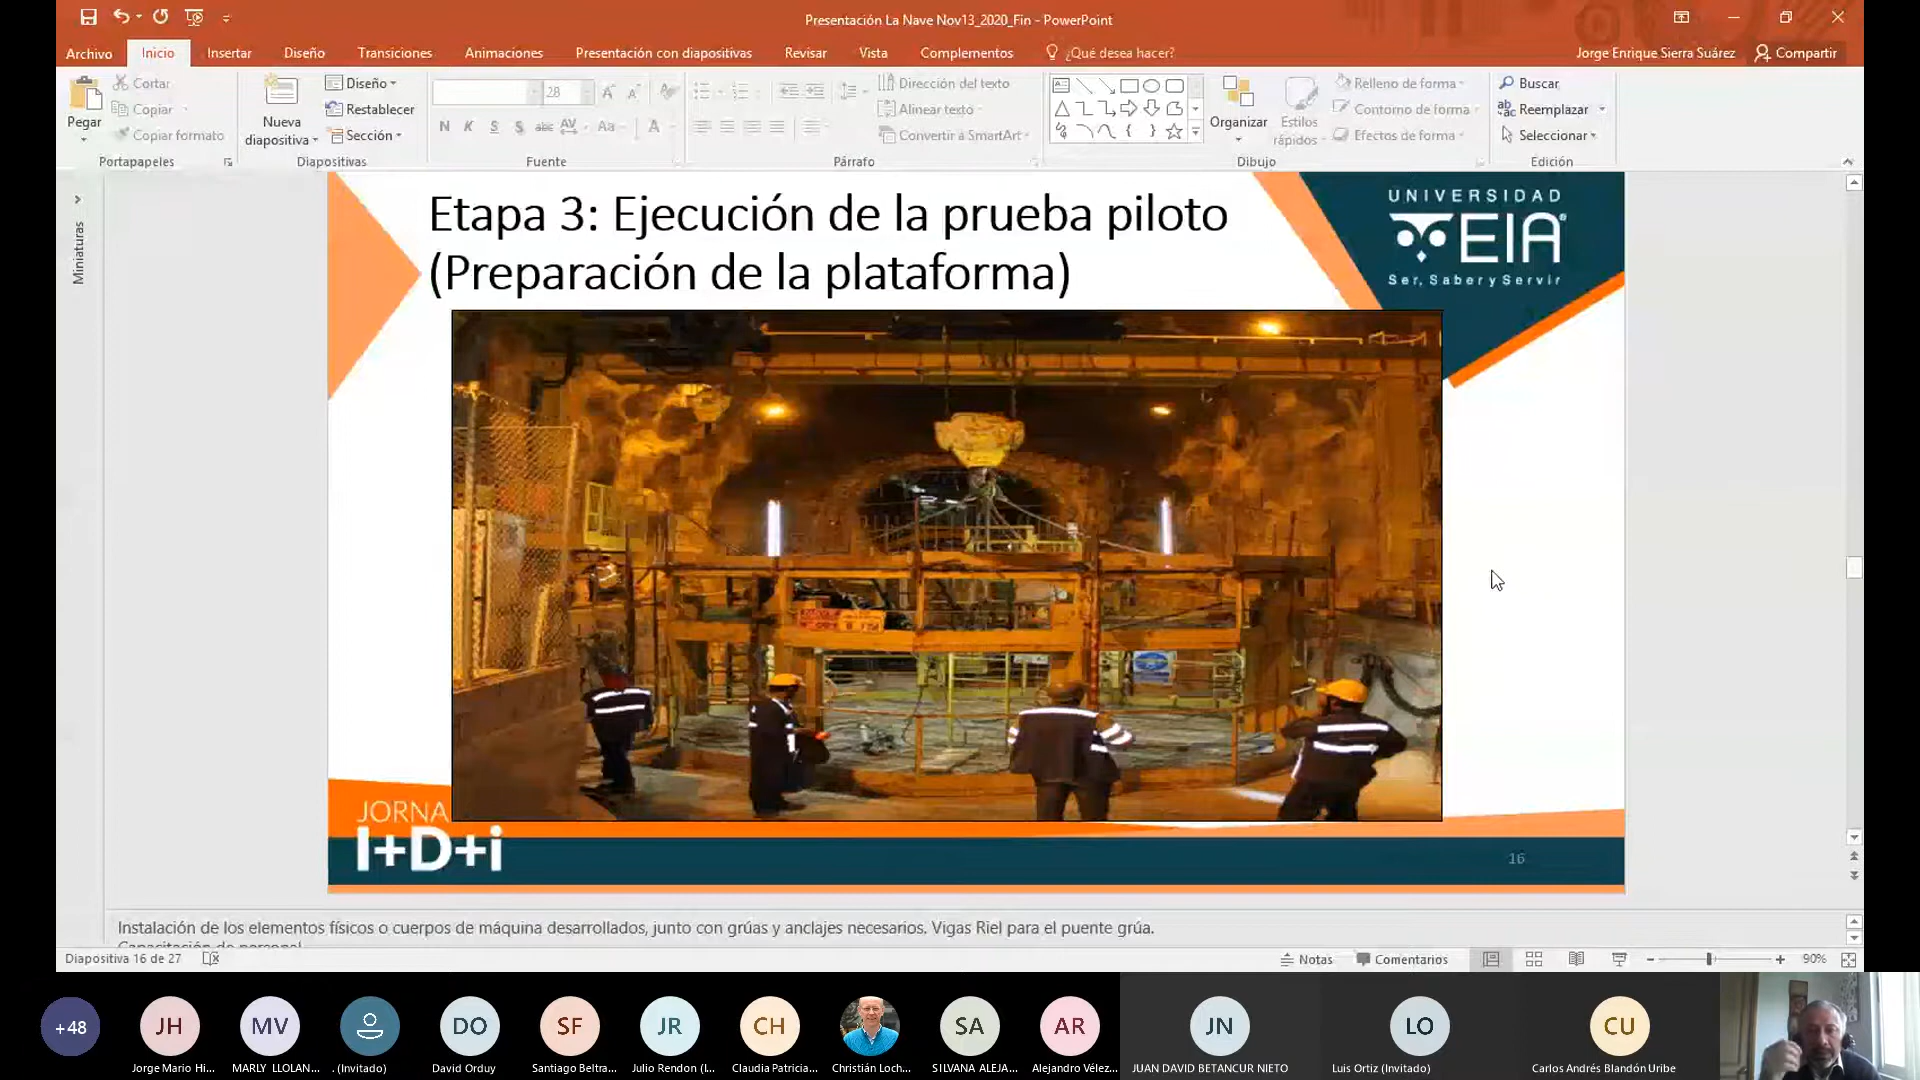 Presentación La Nave Nov13_2020_Fin - PowerPoint
Archivo Inicio Insertar Diseño Transiciones Animaciones Presentación con diapositivas Revisar Vista Complementos ¿Qué desea hacer? Jorge Enrique Sierra Suárez Compartir
Pegar
Cortar
Copiar
Copiar formato
Portapapeles
Nueva
diapositiva
Diseño
Restablecer
Sección
Diapositivas
28
N K S S abc AV Aa A
Fuente
Dirección del texto
Alinear texto
Convertir a SmartArt
Párrafo
Organizar
Estilos
rápidos
Relleno de forma
Contorno de forma
Efectos de forma
Dibujo
Buscar
Reemplazar
Seleccionar
Edición
Miniaturas
Etapa 3: Ejecución de la prueba piloto
(Preparación de la plataforma)
UNIVERSIDAD
EIA
Ser, Saber y Servir
JORNA
I+D+i
16
Instalación de los elementos físicos o cuerpos de máquina desarrollados, junto con grúas y anclajes necesarios. Vigas Riel para el puente grúa.
Capacitación de personal
Diapositiva 16 de 27
Notas Comentarios 90%
+48 JH MV DO SF JR CH SA AR JN LO CU
Jorge Mario Hi... MARLY LLOLAN... . (Invitado) David Orduy Santiago Beltra... Julio Rendon (I... Claudia Patricia... Christián Loch... SILVANA ALEJA... Alejandro Vélez... JUAN DAVID BETANCUR NIETO Luis Ortiz (Invitado) Carlos Andrés Blandón Uribe